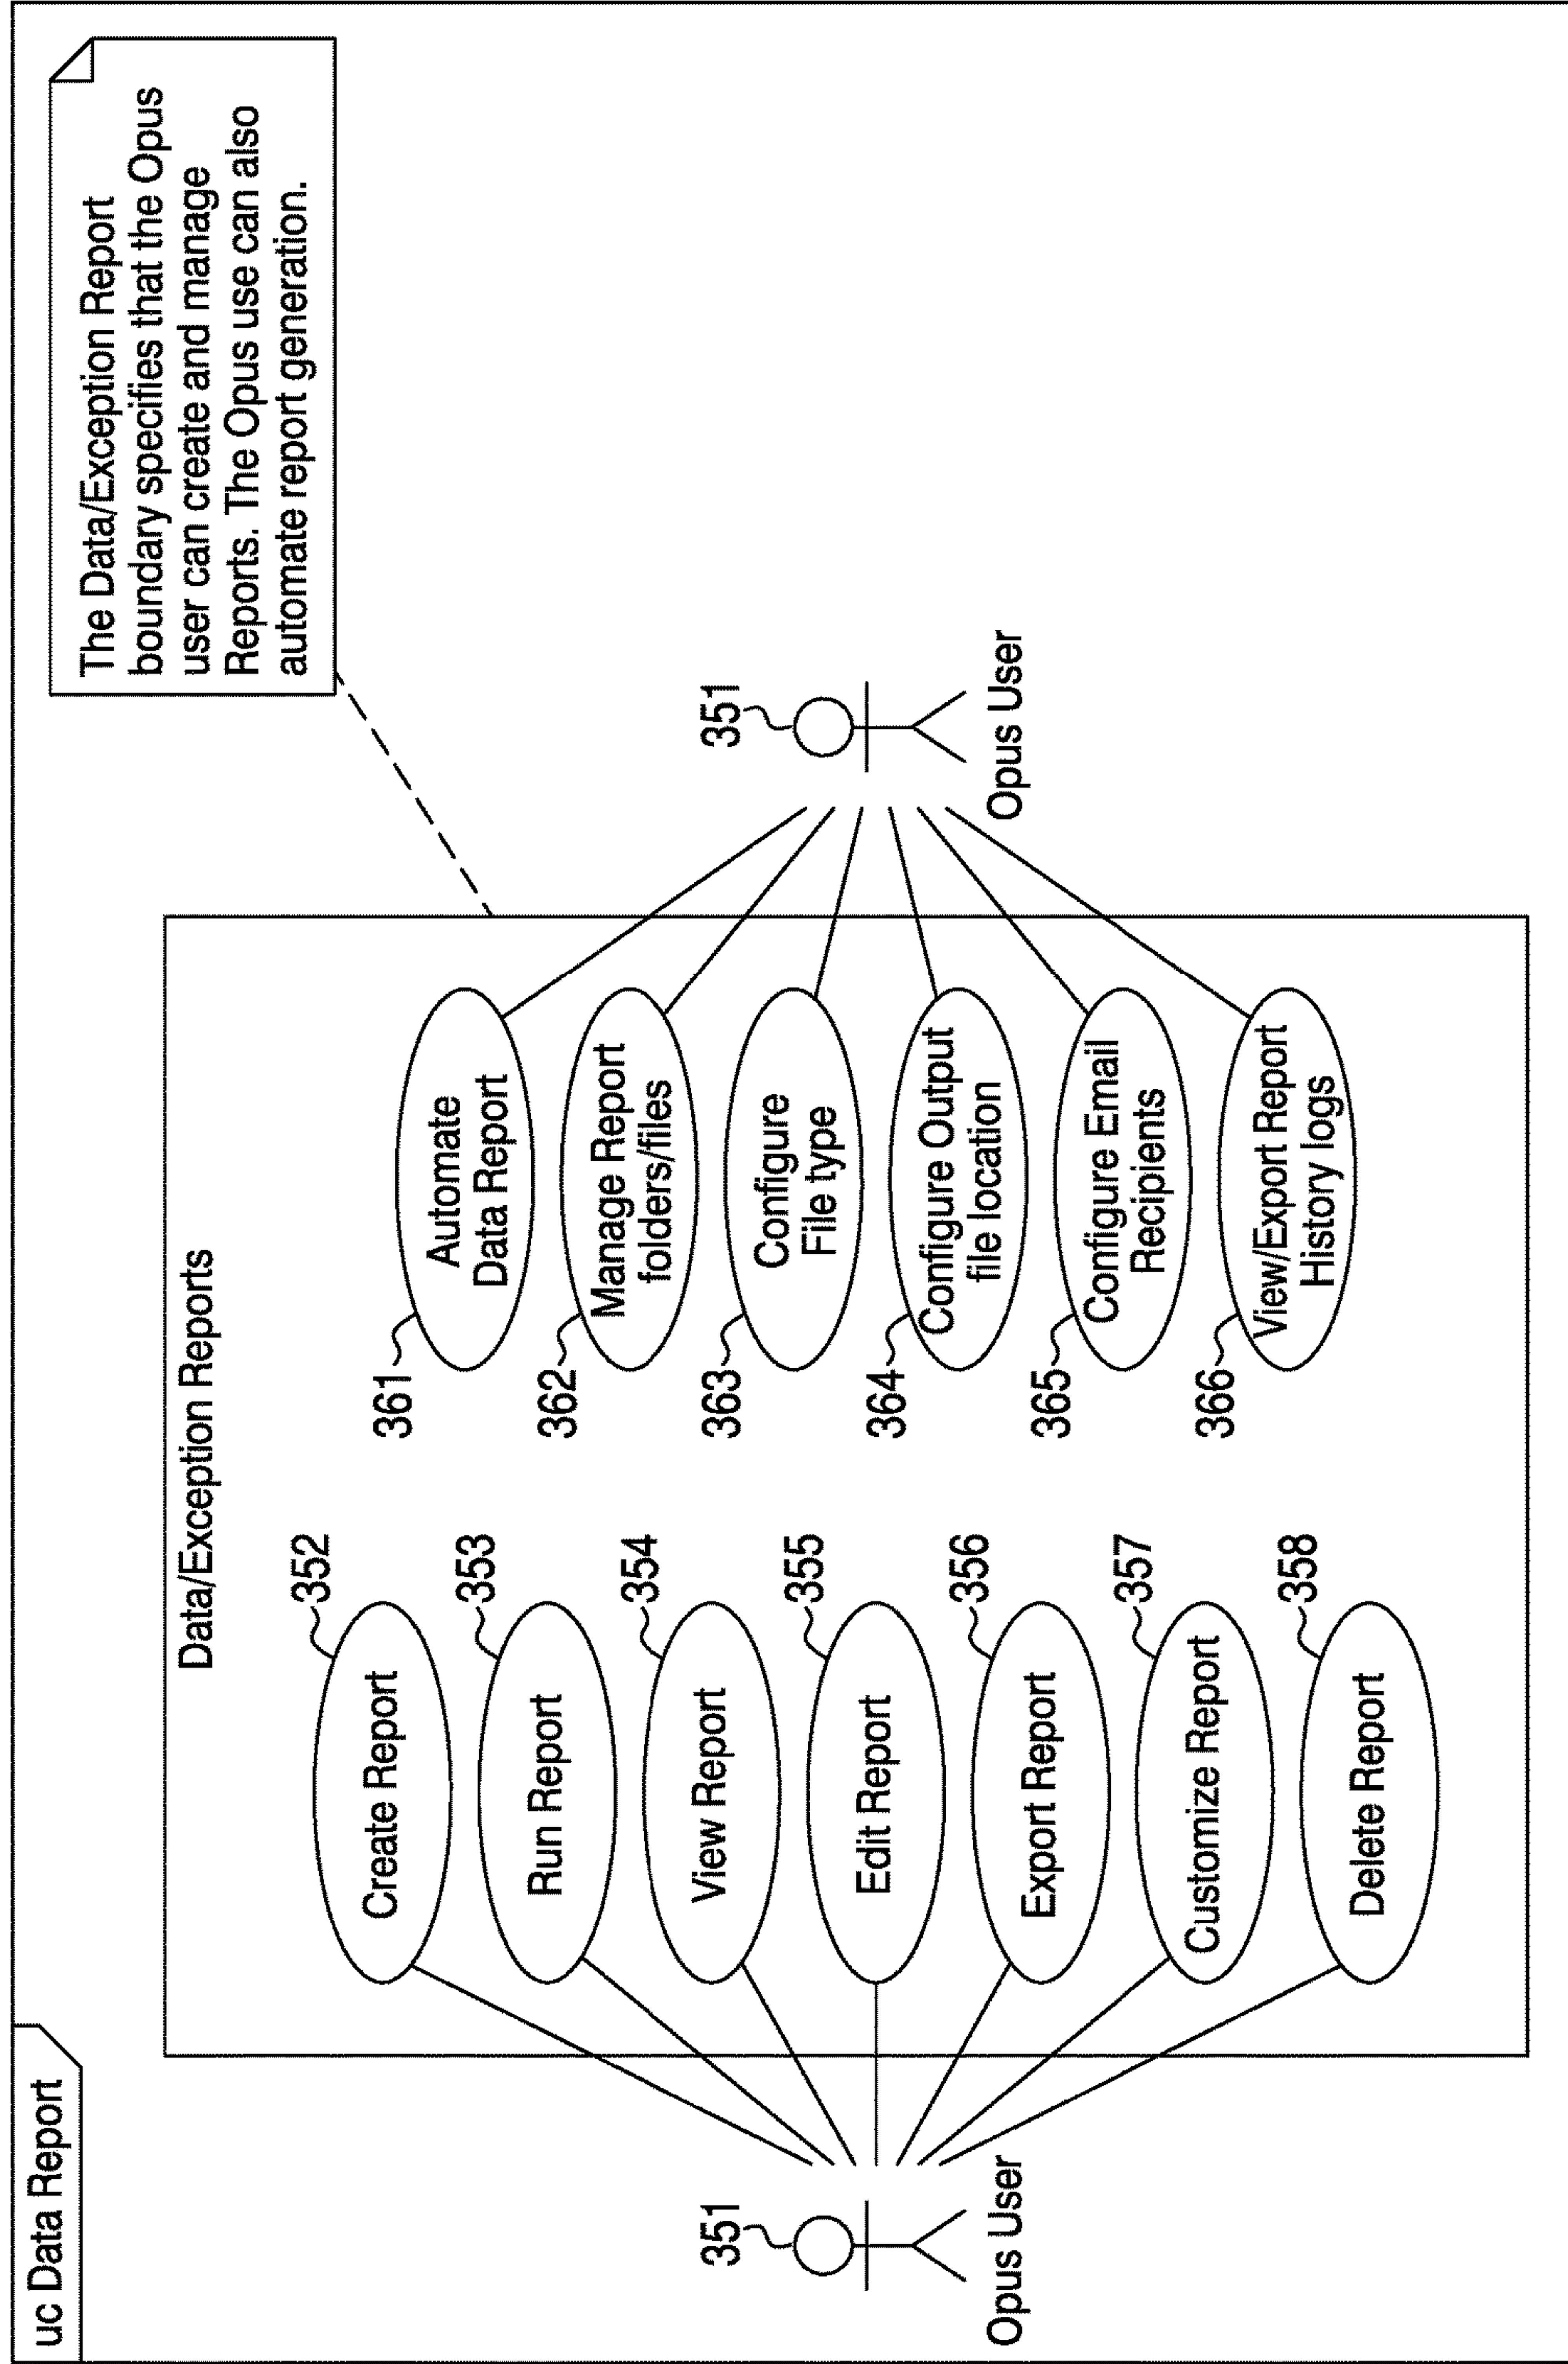 uc Data Report
The Data/Exception Report
boundary specifies that the Opus
user can create and manage
Reports. The Opus use can also
automate report generation.
Data/Exception Reports
351
Opus User
352
Create Report
353
Run Report
354
View Report
355
Edit Report
356
Export Report
357
Customize Report
358
Delete Report
361
Automate
Data Report
362
Manage Report
folders/files
363
Configure
File type
364
Configure Output
file location
365
Configure Email
Recipients
366
View/Export Report
History logs
351
Opus User